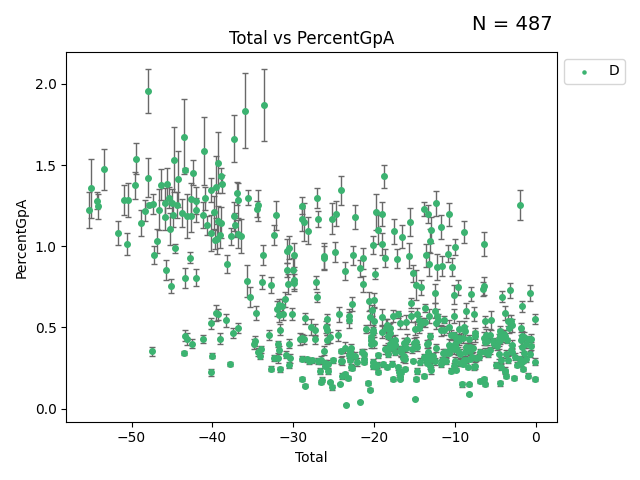 N = 487
Total vs PercentGpA
D
2.0
1.5
1.0
0.5
0.0
PercentGpA
−50 −40 −30 −20 −10 0
Total